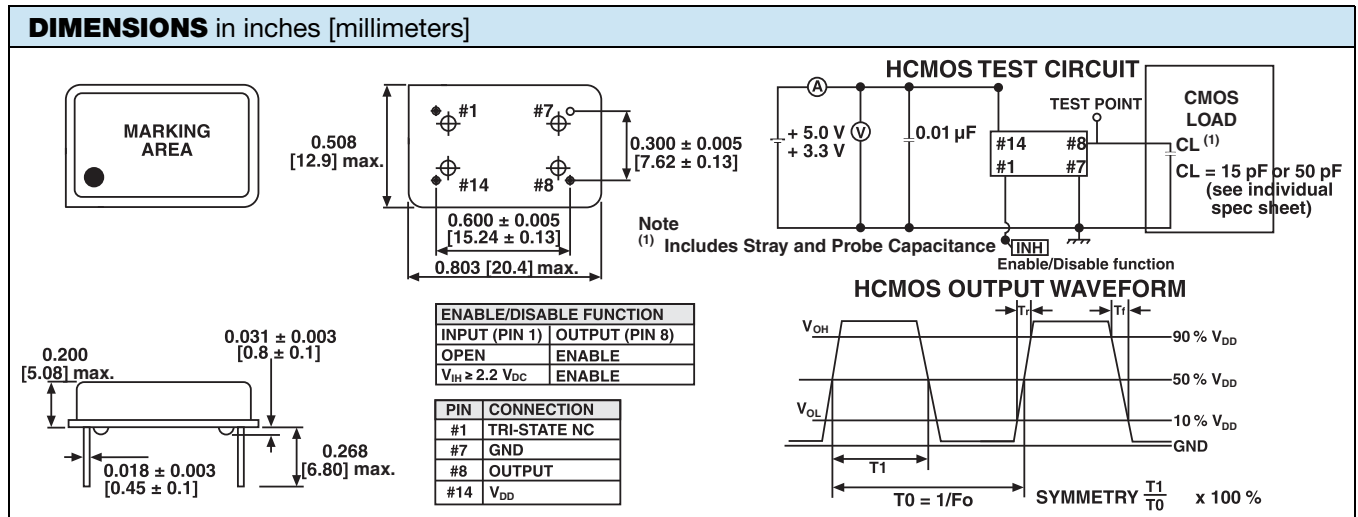 DIMENSIONS in inches [millimeters]
MARKING
AREA
0.508
[12.9] max.
#1
#7
#14
#8
0.300 ± 0.005
[7.62 ± 0.13]
0.600 ± 0.005
[15.24 ± 0.13]
0.803 [20.4] max.
HCMOS TEST CIRCUIT
A
V
+ 5.0 V
+ 3.3 V
0.01 µF
TEST POINT
#14
#8
#1
#7
CMOS
LOAD
CL (1)
CL = 15 pF or 50 pF
(see individual
spec sheet)
Note
(1) Includes Stray and Probe Capacitance
INH
Enable/Disable function
0.200
[5.08] max.
0.031 ± 0.003
[0.8 ± 0.1]
0.018 ± 0.003
[0.45 ± 0.1]
0.268
[6.80] max.
ENABLE/DISABLE FUNCTION
INPUT (PIN 1) OUTPUT (PIN 8)
OPEN ENABLE
VIH ≥ 2.2 VDC ENABLE
PIN CONNECTION
#1 TRI-STATE NC
#7 GND
#8 OUTPUT
#14 VDD
HCMOS OUTPUT WAVEFORM
Tr
Tf
VOH
90 % VDD
50 % VDD
VOL
10 % VDD
GND
T1
T0 = 1/Fo
SYMMETRY T1/T0 x 100 %